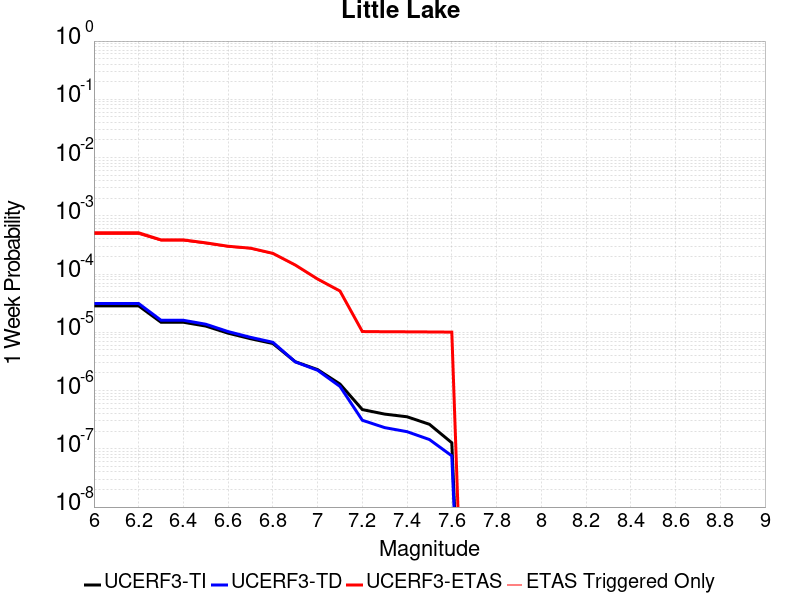 Little Lake
10^0
10^-1
10^-2
10^-3
10^-4
10^-5
10^-6
10^-7
10^-8
1 Week Probability
6 6.2 6.4 6.6 6.8 7 7.2 7.4 7.6 7.8 8 8.2 8.4 8.6 8.8 9
Magnitude
UCERF3-TI UCERF3-TD UCERF3-ETAS ETAS Triggered Only